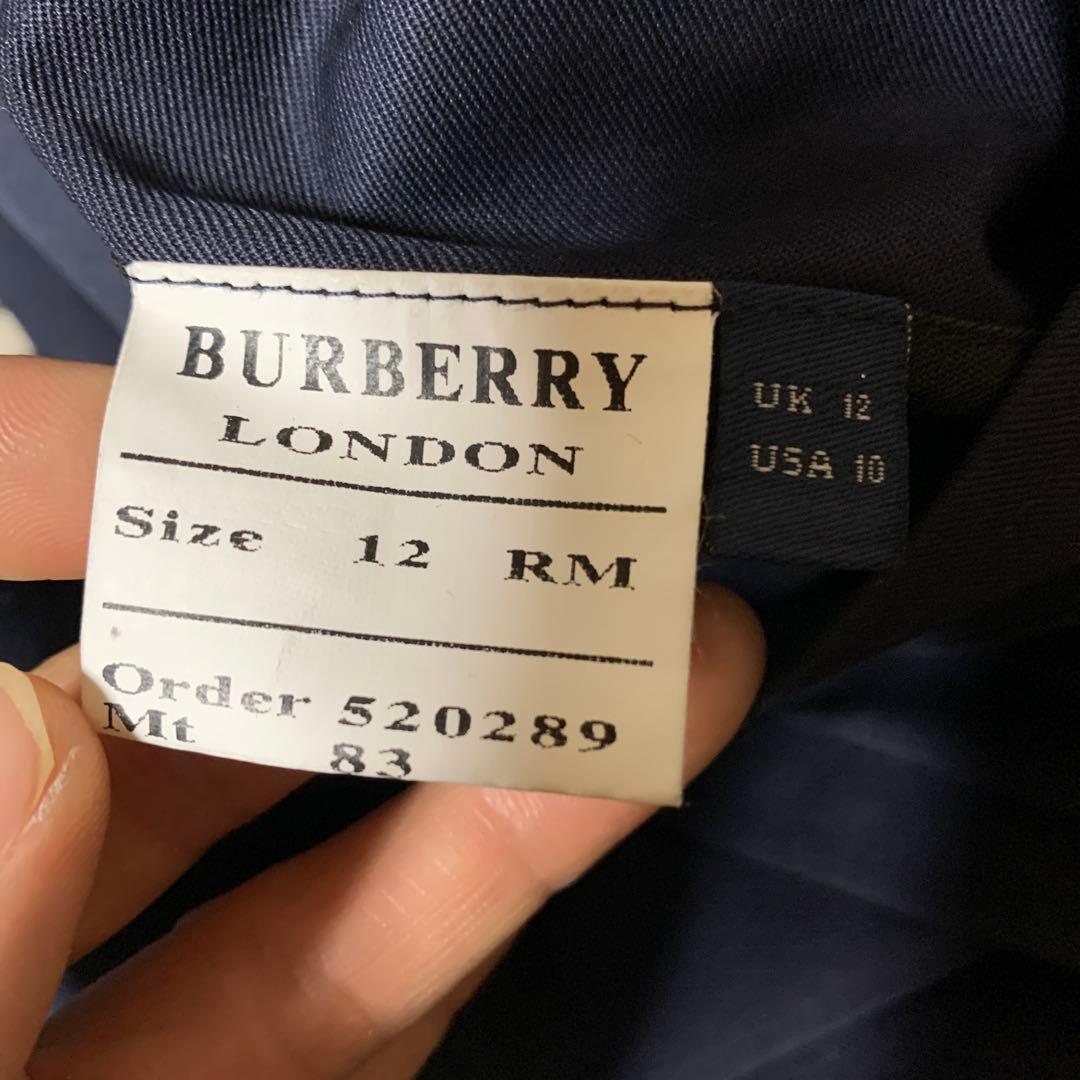 BURBERRY
LONDON
Size 12 RM
Order 520289
Mt 83
UK 12
USA 10